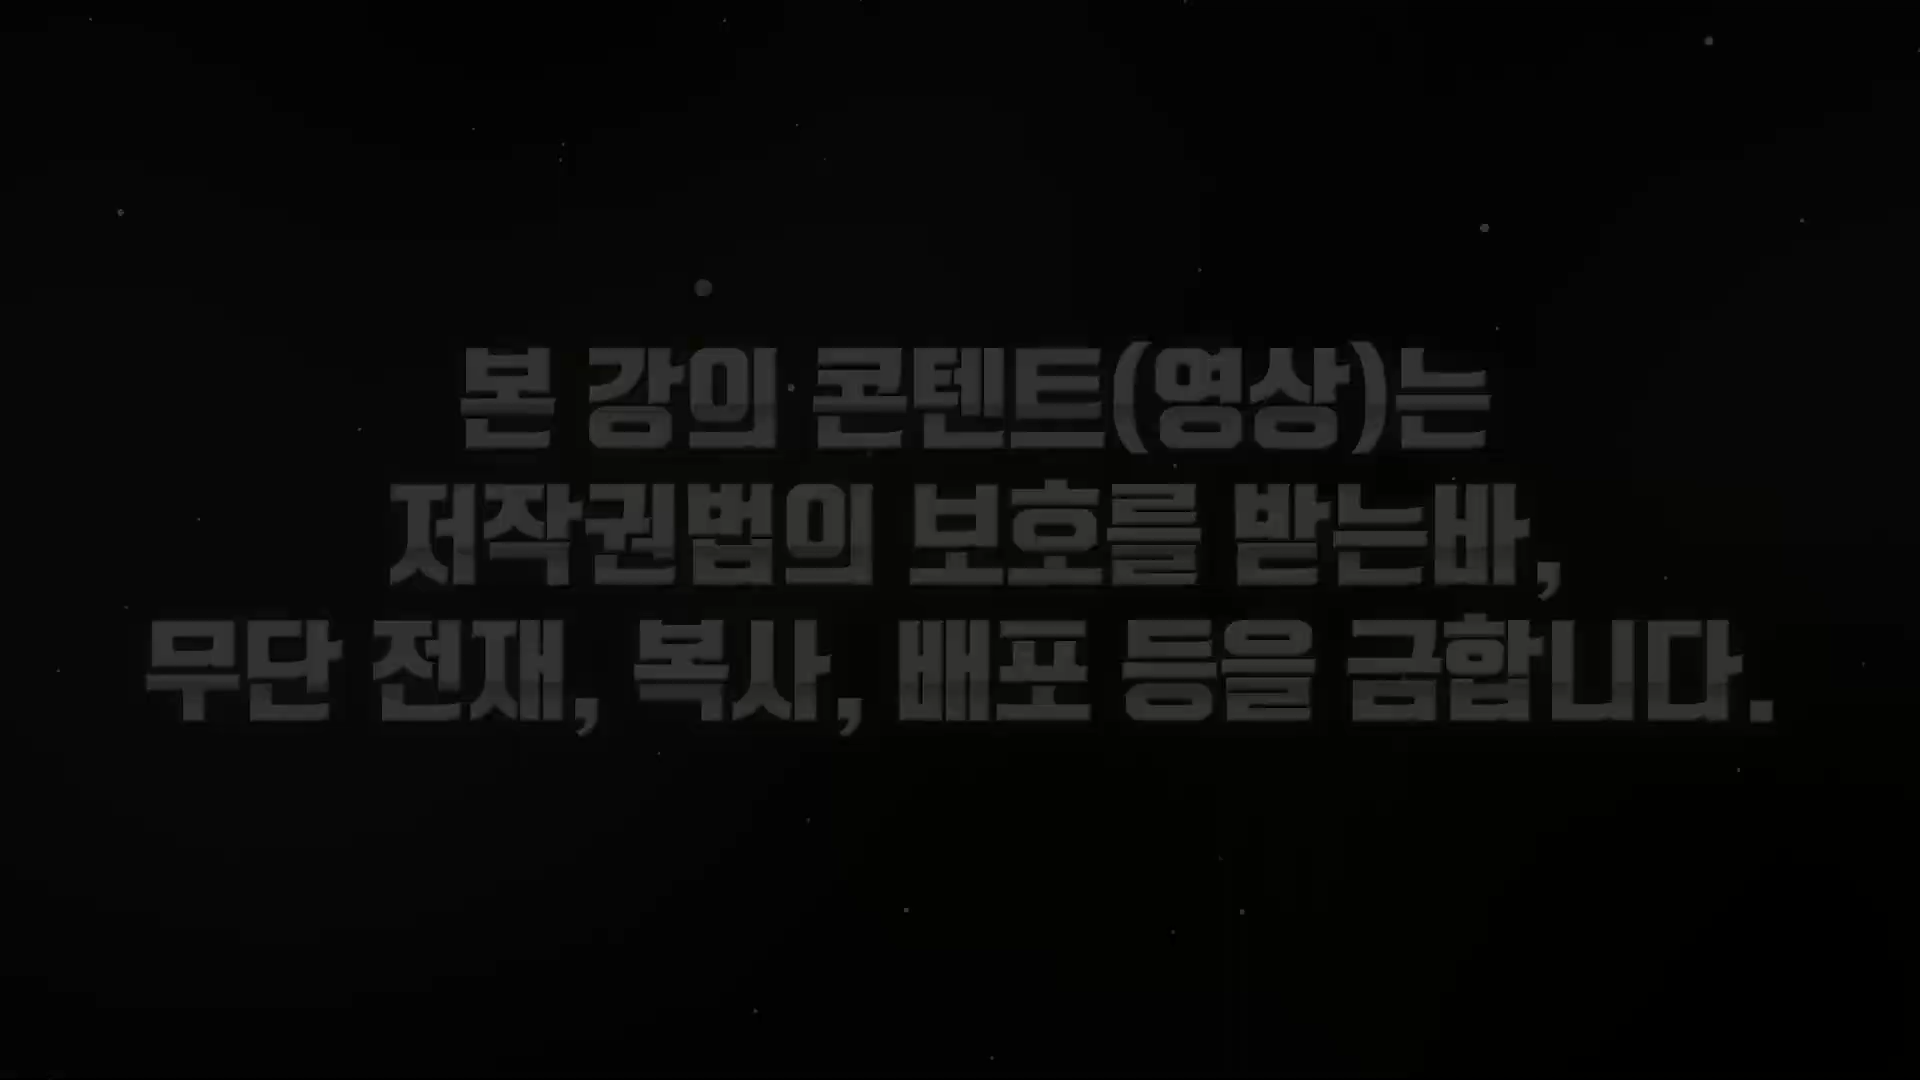 본 강의 콘텐트(영상)는
저작권법의 보호를 받는바,
무단 전재, 복사, 배포 등을 금합니다.